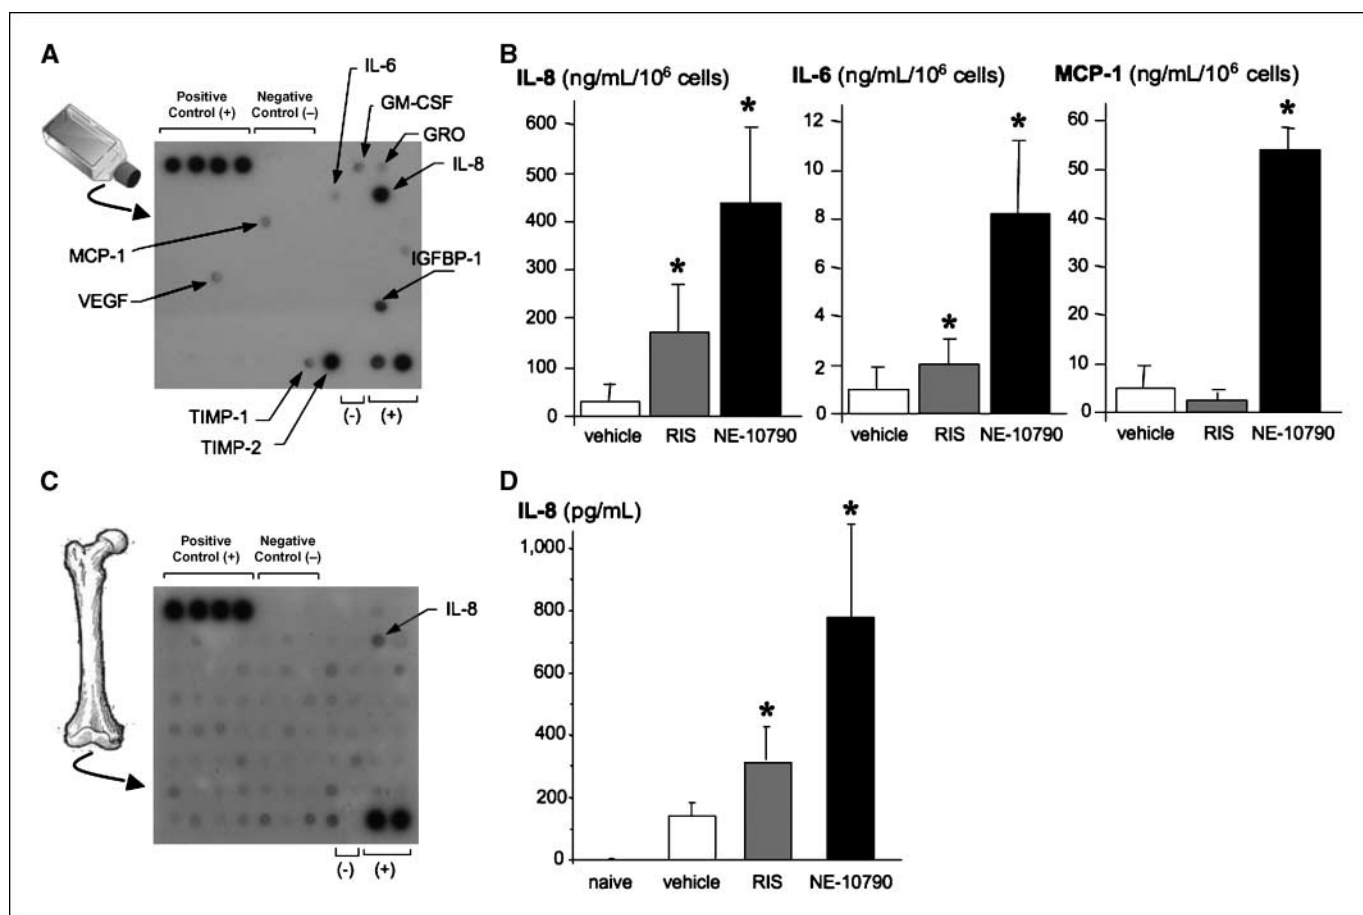 A
Positive
Control (+)
Negative
Control (–)
IL-6
GM-CSF
GRO
IL-8
MCP-1
VEGF
IGFBP-1
TIMP-1
TIMP-2
(-)
(+)
B
IL-8 (ng/mL/10⁶ cells)
600
500
400
300
200
100
0
*
*
vehicle
RIS
NE-10790
IL-6 (ng/mL/10⁶ cells)
12
10
8
6
4
2
0
*
*
vehicle
RIS
NE-10790
MCP-1 (ng/mL/10⁶ cells)
60
50
40
30
20
10
0
*
vehicle
RIS
NE-10790
C
Positive
Control (+)
Negative
Control (–)
IL-8
(-)
(+)
D
IL-8 (pg/mL)
1,000
800
600
400
200
0
*
*
naive
vehicle
RIS
NE-10790